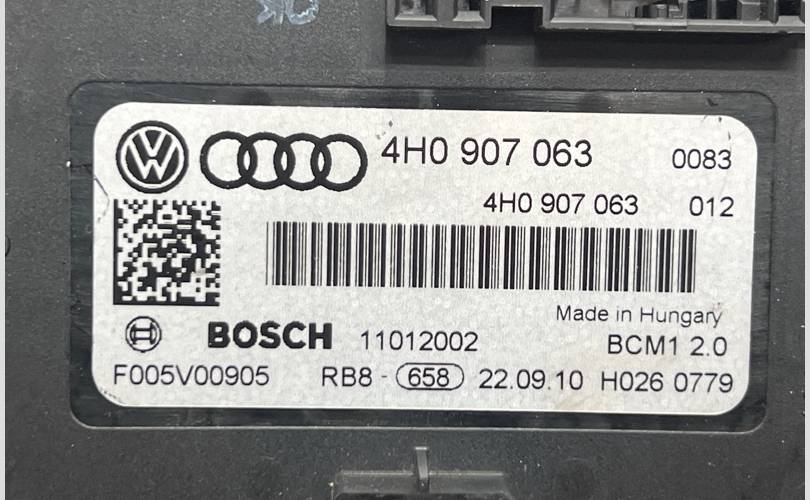 4H0 907 063 0083
4H0 907 063 012
Made in Hungary
BOSCH 11012002 BCM1 2.0
F005V00905 RB8 - 658 22.09.10 H026 0779